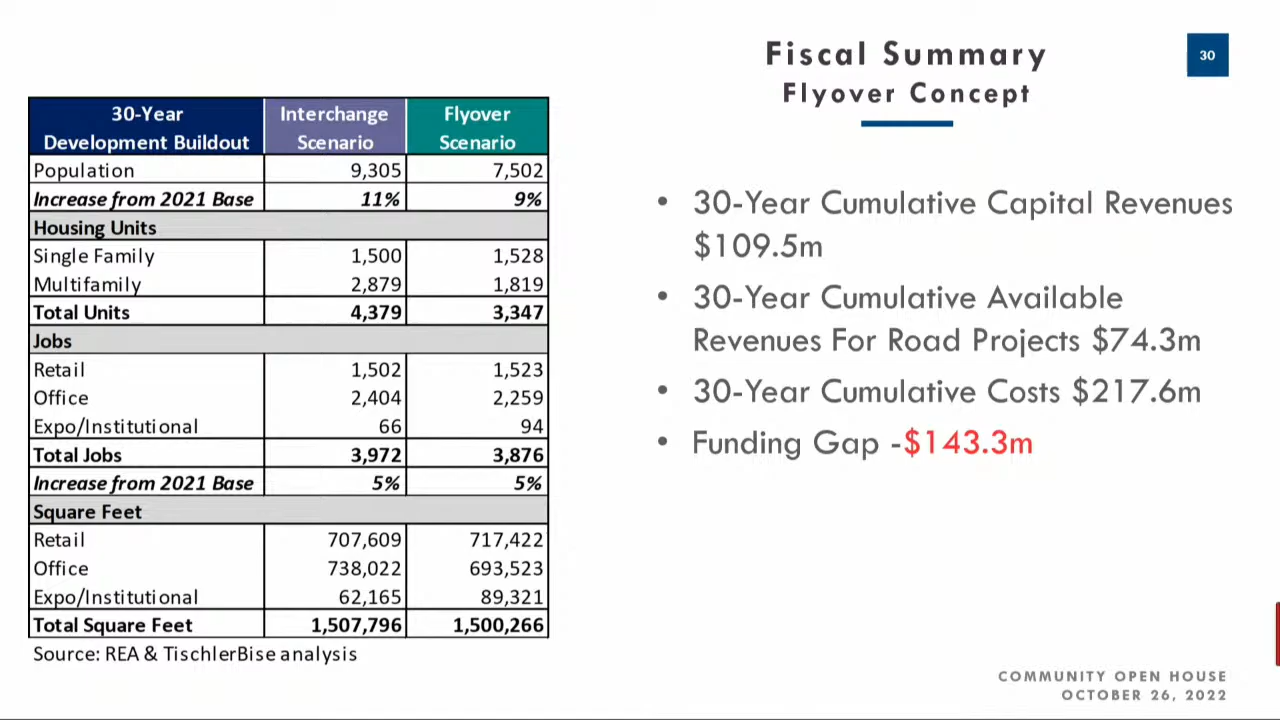 Fiscal Summary
Flyover Concept
30
30-Year Development Buildout Interchange Scenario Flyover Scenario
Population 9,305 7,502
Increase from 2021 Base 11% 9%
Housing Units
Single Family 1,500 1,528
Multifamily 2,879 1,819
Total Units 4,379 3,347
Jobs
Retail 1,502 1,523
Office 2,404 2,259
Expo/Institutional 66 94
Total Jobs 3,972 3,876
Increase from 2021 Base 5% 5%
Square Feet
Retail 707,609 717,422
Office 738,022 693,523
Expo/Institutional 62,165 89,321
Total Square Feet 1,507,796 1,500,266
Source: REA & TischlerBise analysis
• 30-Year Cumulative Capital Revenues
$109.5m
• 30-Year Cumulative Available
Revenues For Road Projects $74.3m
• 30-Year Cumulative Costs $217.6m
• Funding Gap -$143.3m
COMMUNITY OPEN HOUSE
OCTOBER 26, 2022